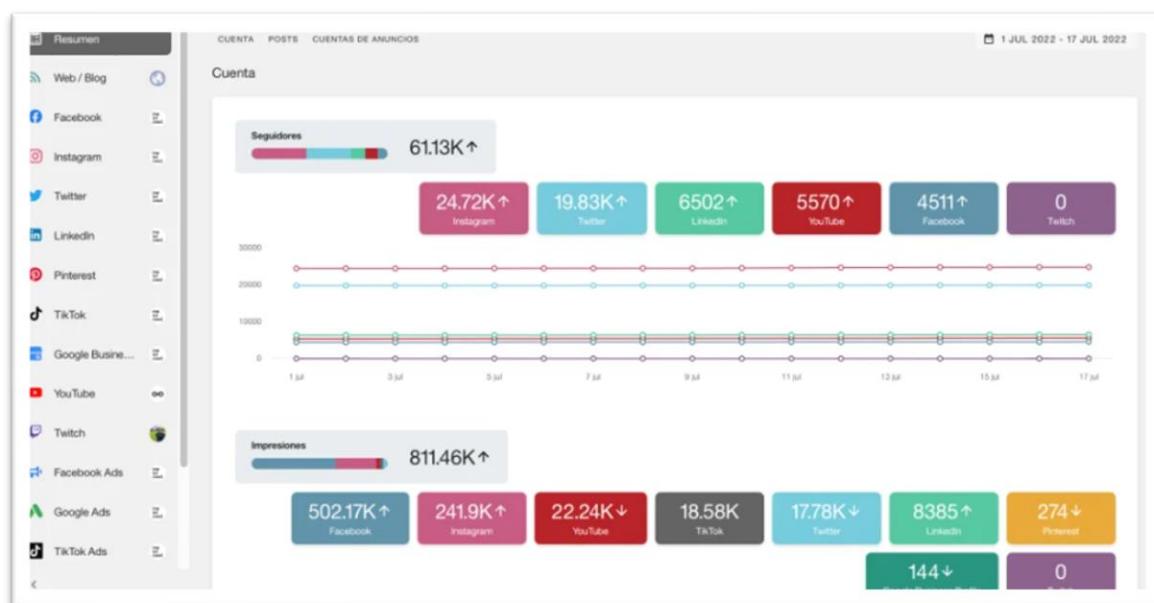 Resumen
CUENTA POSTS CUENTAS DE ANUNCIOS
1 JUL 2022 - 17 JUL 2022
Web / Blog
Cuenta
Facebook
Instagram
Twitter
LinkedIn
Pinterest
TikTok
Google Busine...
YouTube
Twitch
Facebook Ads
Google Ads
TikTok Ads
Seguidores
61.13K↑
24.72K↑ 19.83K↑ 6502↑ 5570↑ 4511↑ 0
Instagram Twitter LinkedIn YouTube Facebook Twitch
30000
20000
10000
0
1 jul 3 jul 5 jul 7 jul 9 jul 11 jul 13 jul 15 jul 17 jul
Impresiones
811.46K↑
502.17K↑ 241.9K↑ 22.24K↓ 18.58K 17.78K↓ 8385↑ 274↓
Facebook Instagram YouTube TikTok Twitter LinkedIn Pinterest
144↓ 0